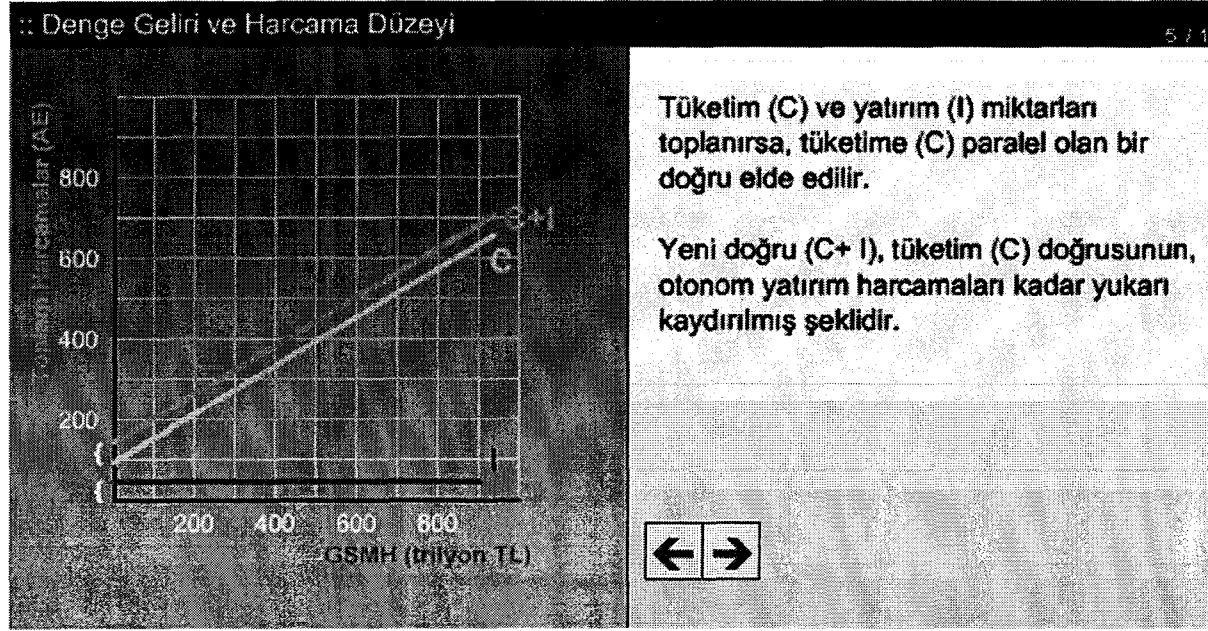 :: Denge Geliri ve Harcama Düzeyi
5 / 1
Harcamalar (AE)
800
600
400
200
C+I
C
I
200 400 600 800
GSMH (trilyon TL)
Tüketim (C) ve yatırım (I) miktarları
toplanırsa, tüketime (C) paralel olan bir
doğru elde edilir.
Yeni doğru (C+ I), tüketim (C) doğrusunun,
otonom yatırım harcamaları kadar yukarı
kaydırılmış şeklidir.